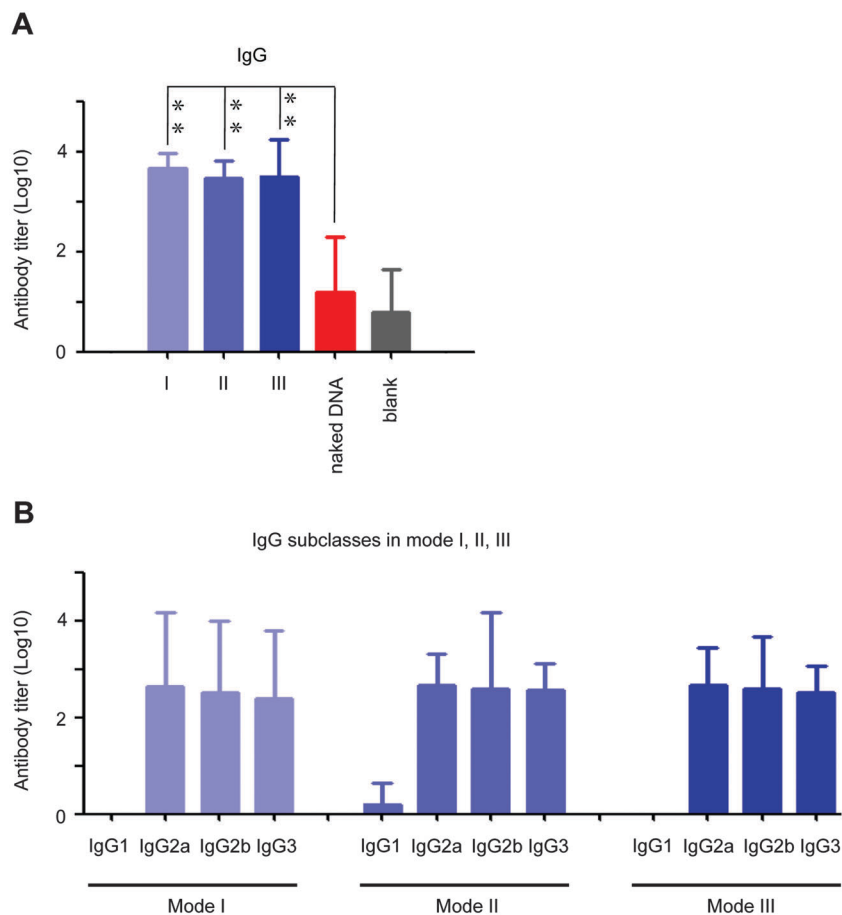 A
IgG
* * * * * *
Antibody titer (Log10)
4
2
0
I II III naked DNA blank
B
IgG subclasses in mode I, II, III
Antibody titer (Log10)
4
2
0
IgG1 IgG2a IgG2b IgG3 IgG1 IgG2a IgG2b IgG3 IgG1 IgG2a IgG2b IgG3
Mode I Mode II Mode III